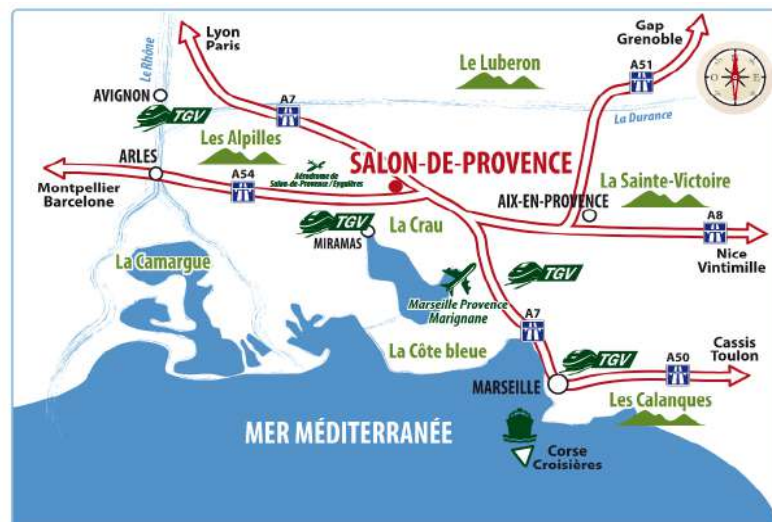 Lyon
Paris
Gap
Grenoble
Le Rhône
Le Luberon
A51
AVIGNON
TGV
A7
La Durance
Les Alpilles
SALON-DE-PROVENCE
ARLES
Aérodrome de
Salon-de-Provence / Eyguières
La Sainte-Victoire
Montpellier
Barcelone
A54
AIX-EN-PROVENCE
A8
TGV
La Crau
MIRAMAS
Nice
Vintimille
La Camargue
TGV
Marseille Provence
Marignane
A7
La Côte bleue
TGV
A50
Cassis
Toulon
MARSEILLE
Les Calanques
MER MÉDITERRANÉE
Corse
Croisières